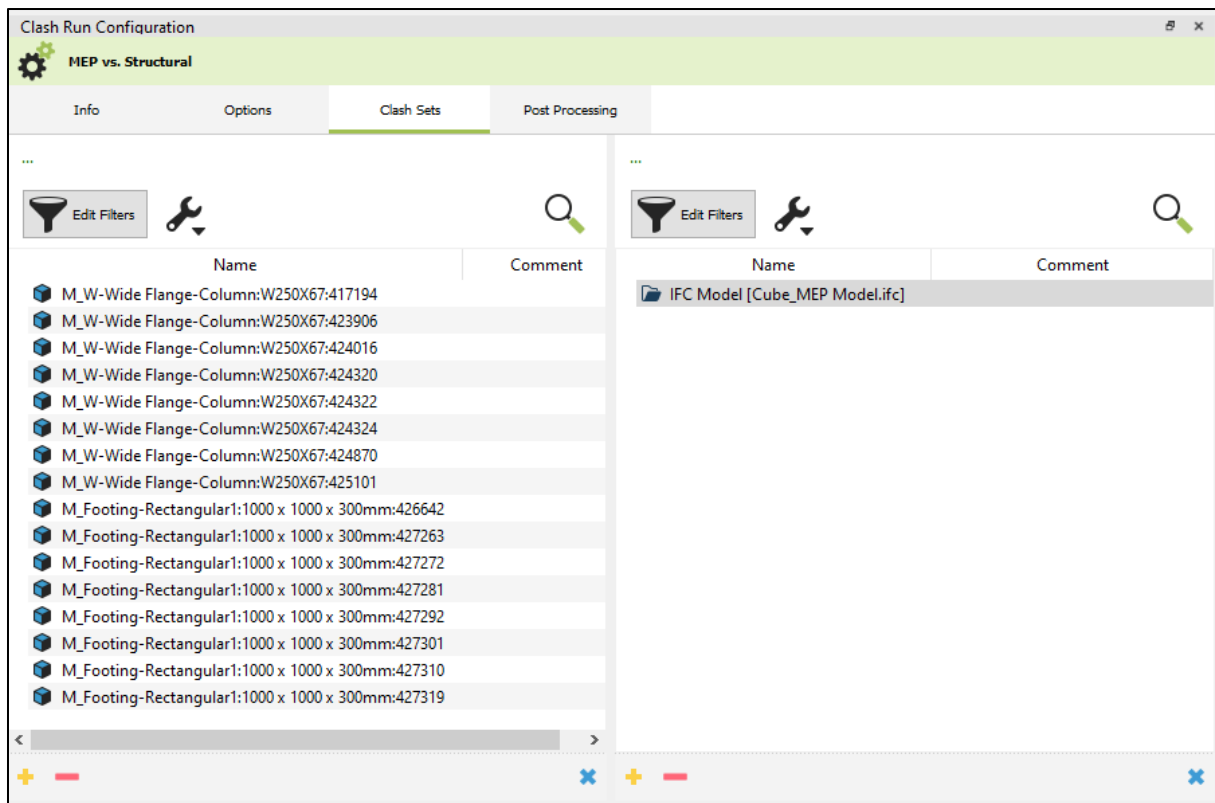 Clash Run Configuration
MEP vs. Structural
Info Options Clash Sets Post Processing
...
Edit Filters
Name Comment
M_W-Wide Flange-Column:W250X67:417194
M_W-Wide Flange-Column:W250X67:423906
M_W-Wide Flange-Column:W250X67:424016
M_W-Wide Flange-Column:W250X67:424320
M_W-Wide Flange-Column:W250X67:424322
M_W-Wide Flange-Column:W250X67:424324
M_W-Wide Flange-Column:W250X67:424870
M_W-Wide Flange-Column:W250X67:425101
M_Footing-Rectangular1:1000 x 1000 x 300mm:426642
M_Footing-Rectangular1:1000 x 1000 x 300mm:427263
M_Footing-Rectangular1:1000 x 1000 x 300mm:427272
M_Footing-Rectangular1:1000 x 1000 x 300mm:427281
M_Footing-Rectangular1:1000 x 1000 x 300mm:427292
M_Footing-Rectangular1:1000 x 1000 x 300mm:427301
M_Footing-Rectangular1:1000 x 1000 x 300mm:427310
M_Footing-Rectangular1:1000 x 1000 x 300mm:427319
...
Edit Filters
Name Comment
IFC Model [Cube_MEP Model.ifc]